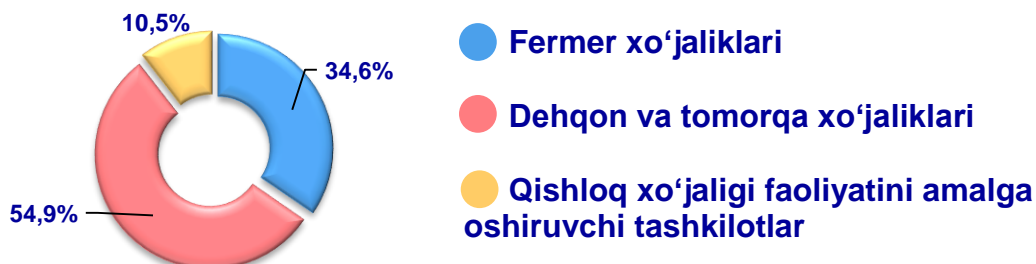 10,5%
34,6%
54,9%
Fermer xo‘jaliklari
Dehqon va tomorqa xo‘jaliklari
Qishloq xo‘jaligi faoliyatini amalga
oshiruvchi tashkilotlar